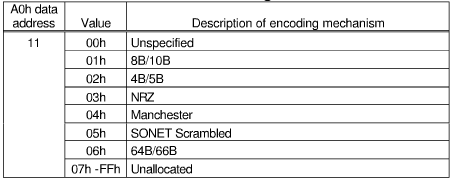 A0h data address Value Description of encoding mechanism
11 00h Unspecified
01h 8B/10B
02h 4B/5B
03h NRZ
04h Manchester
05h SONET Scrambled
06h 64B/66B
07h -FFh Unallocated